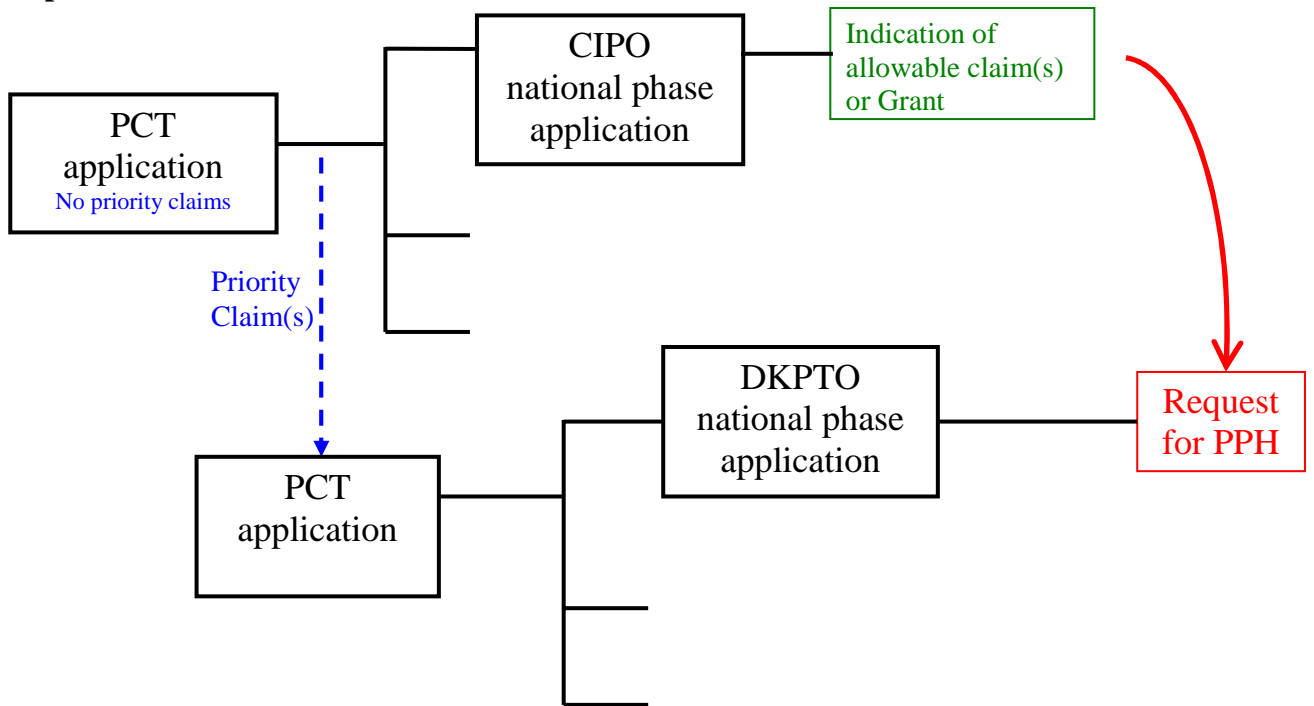 CIPO
national phase
application
Indication of
allowable claim(s)
or Grant
PCT
application
No priority claims
Priority
Claim(s)
DKPTO
national phase
application
Request
for PPH
PCT
application